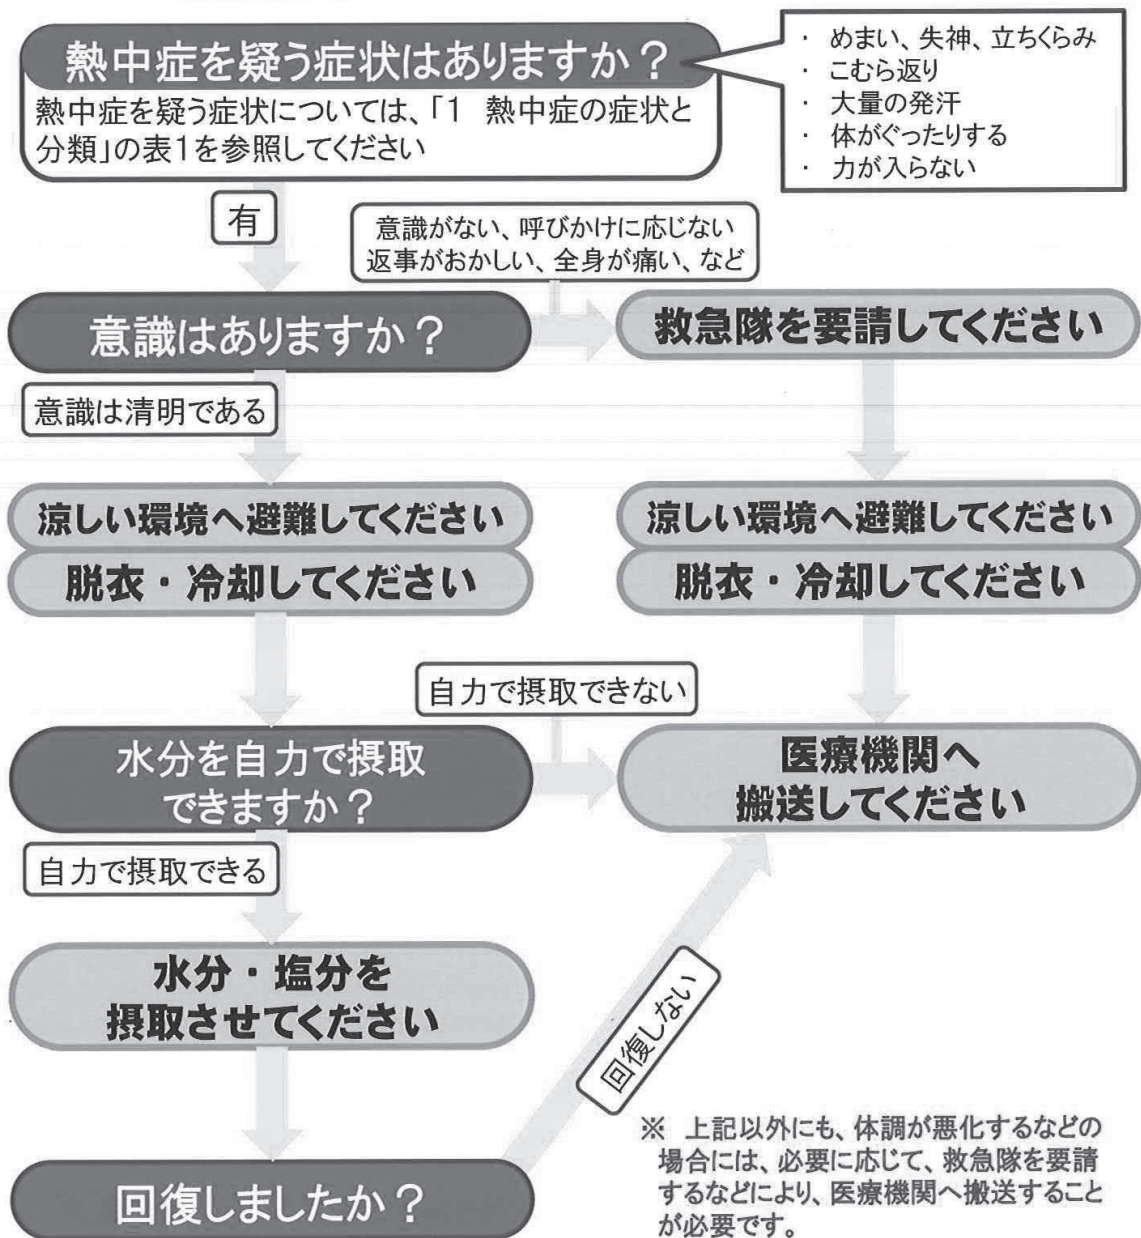 熱中症を疑う症状はありますか？
熱中症を疑う症状については、「1　熱中症の症状と
分類」の表1を参照してください
・ めまい、失神、立ちくらみ
・ こむら返り
・ 大量の発汗
・ 体がぐったりする
・ 力が入らない
有
意識がない、呼びかけに応じない
返事がおかしい、全身が痛い、など
意識はありますか？
救急隊を要請してください
意識は清明である
涼しい環境へ避難してください
脱衣・冷却してください
涼しい環境へ避難してください
脱衣・冷却してください
自力で摂取できない
水分を自力で摂取
できますか？
医療機関へ
搬送してください
自力で摂取できる
水分・塩分を
摂取させてください
回復しない
回復しましたか？
※　上記以外にも、体調が悪化するなどの
場合には、必要に応じて、救急隊を要請
するなどにより、医療機関へ搬送すること
が必要です。